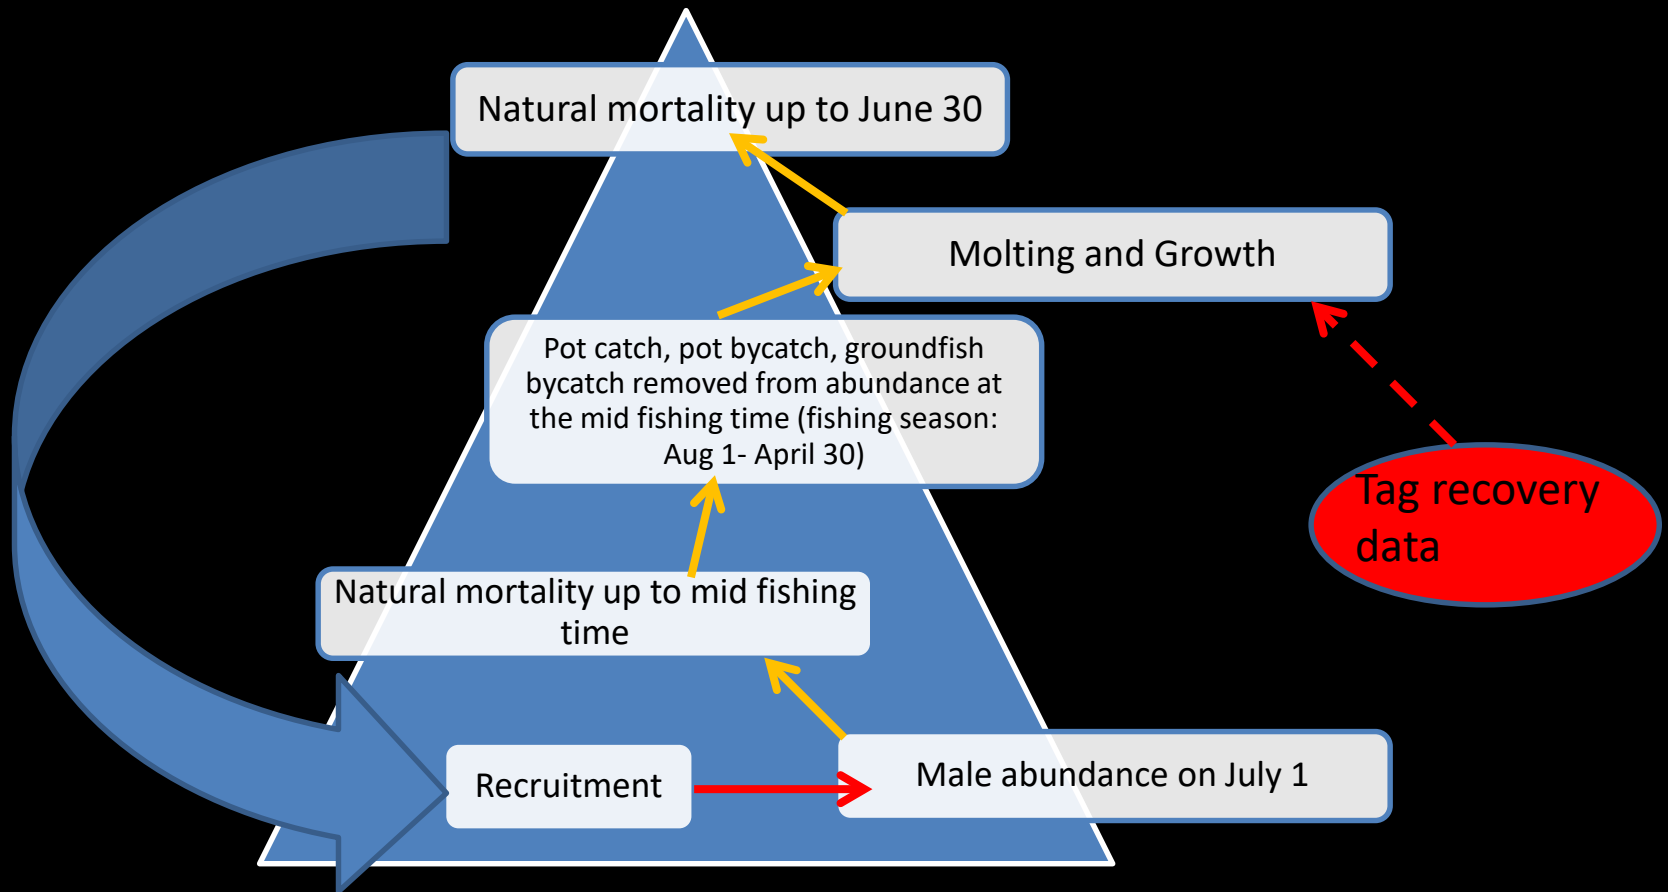 Natural mortality up to June 30
Molting and Growth
Pot catch, pot bycatch, groundfish
bycatch removed from abundance at
the mid fishing time (fishing season:
Aug 1- April 30)
Tag recovery
data
Natural mortality up to mid fishing
time
Recruitment
Male abundance on July 1